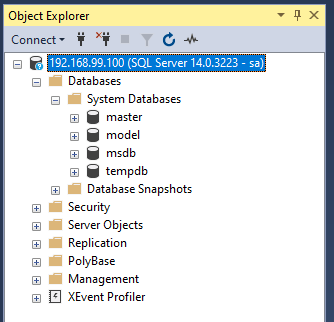 Object Explorer
Connect
192.168.99.100 (SQL Server 14.0.3223 - sa)
Databases
System Databases
master
model
msdb
tempdb
Database Snapshots
Security
Server Objects
Replication
PolyBase
Management
XEvent Profiler